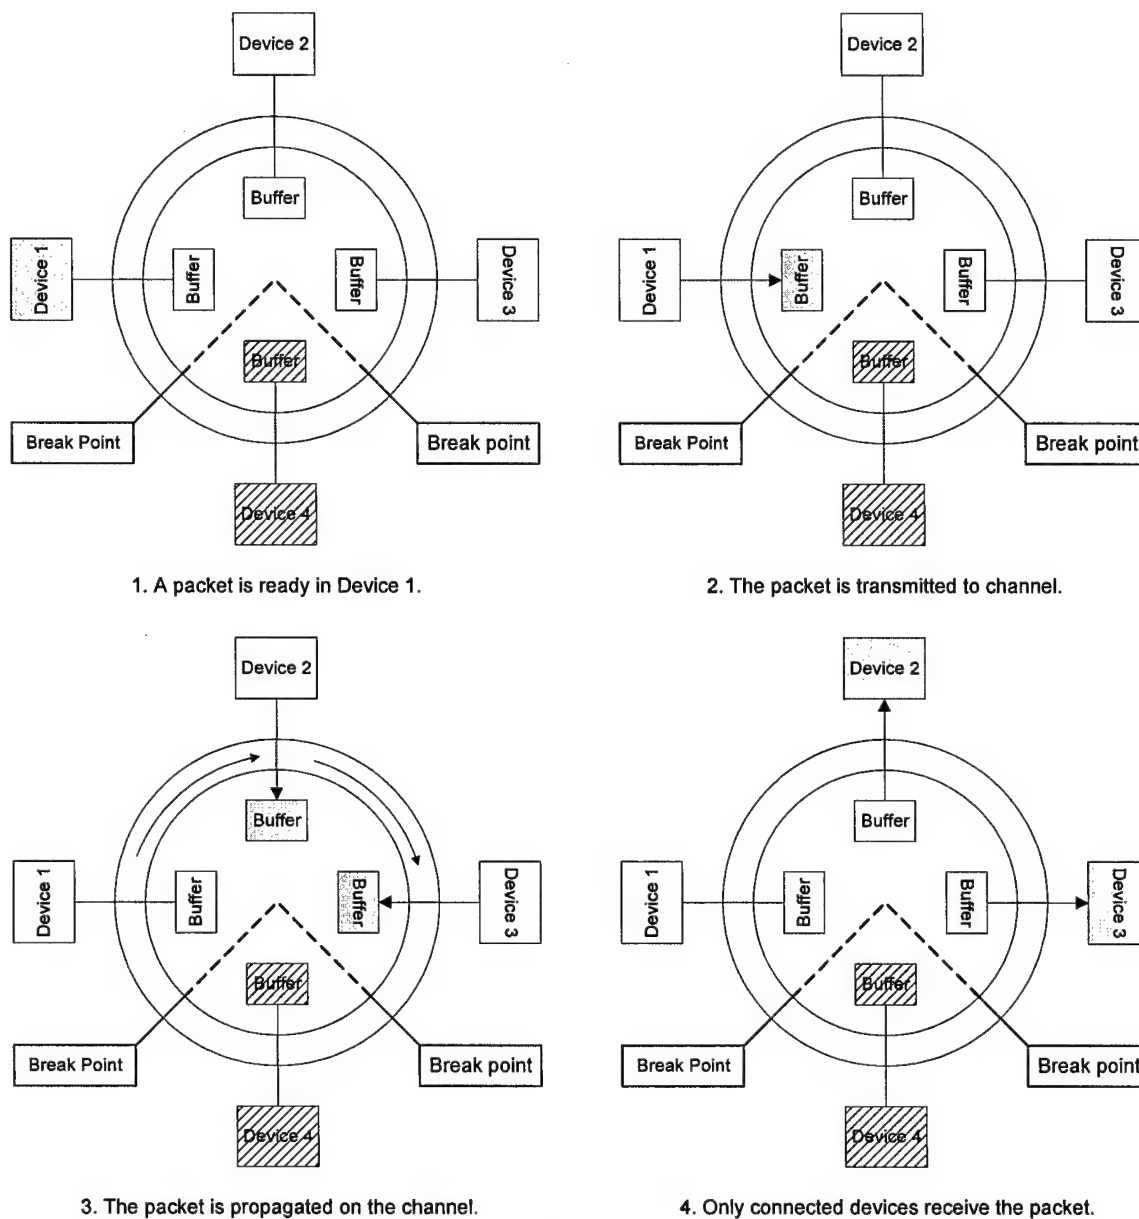 Device 2
Buffer
Device 1
Buffer
Buffer
Device 3
Buffer
Break Point
Break point
Device 4
1. A packet is ready in Device 1.
Device 2
Buffer
Device 1
Buffer
Buffer
Device 3
Buffer
Break Point
Break point
Device 4
2. The packet is transmitted to channel.
Device 2
Buffer
Device 1
Buffer
Buffer
Device 3
Buffer
Break Point
Break point
Device 4
3. The packet is propagated on the channel.
Device 2
Buffer
Device 1
Buffer
Buffer
Device 3
Buffer
Break Point
Break point
Device 4
4. Only connected devices receive the packet.